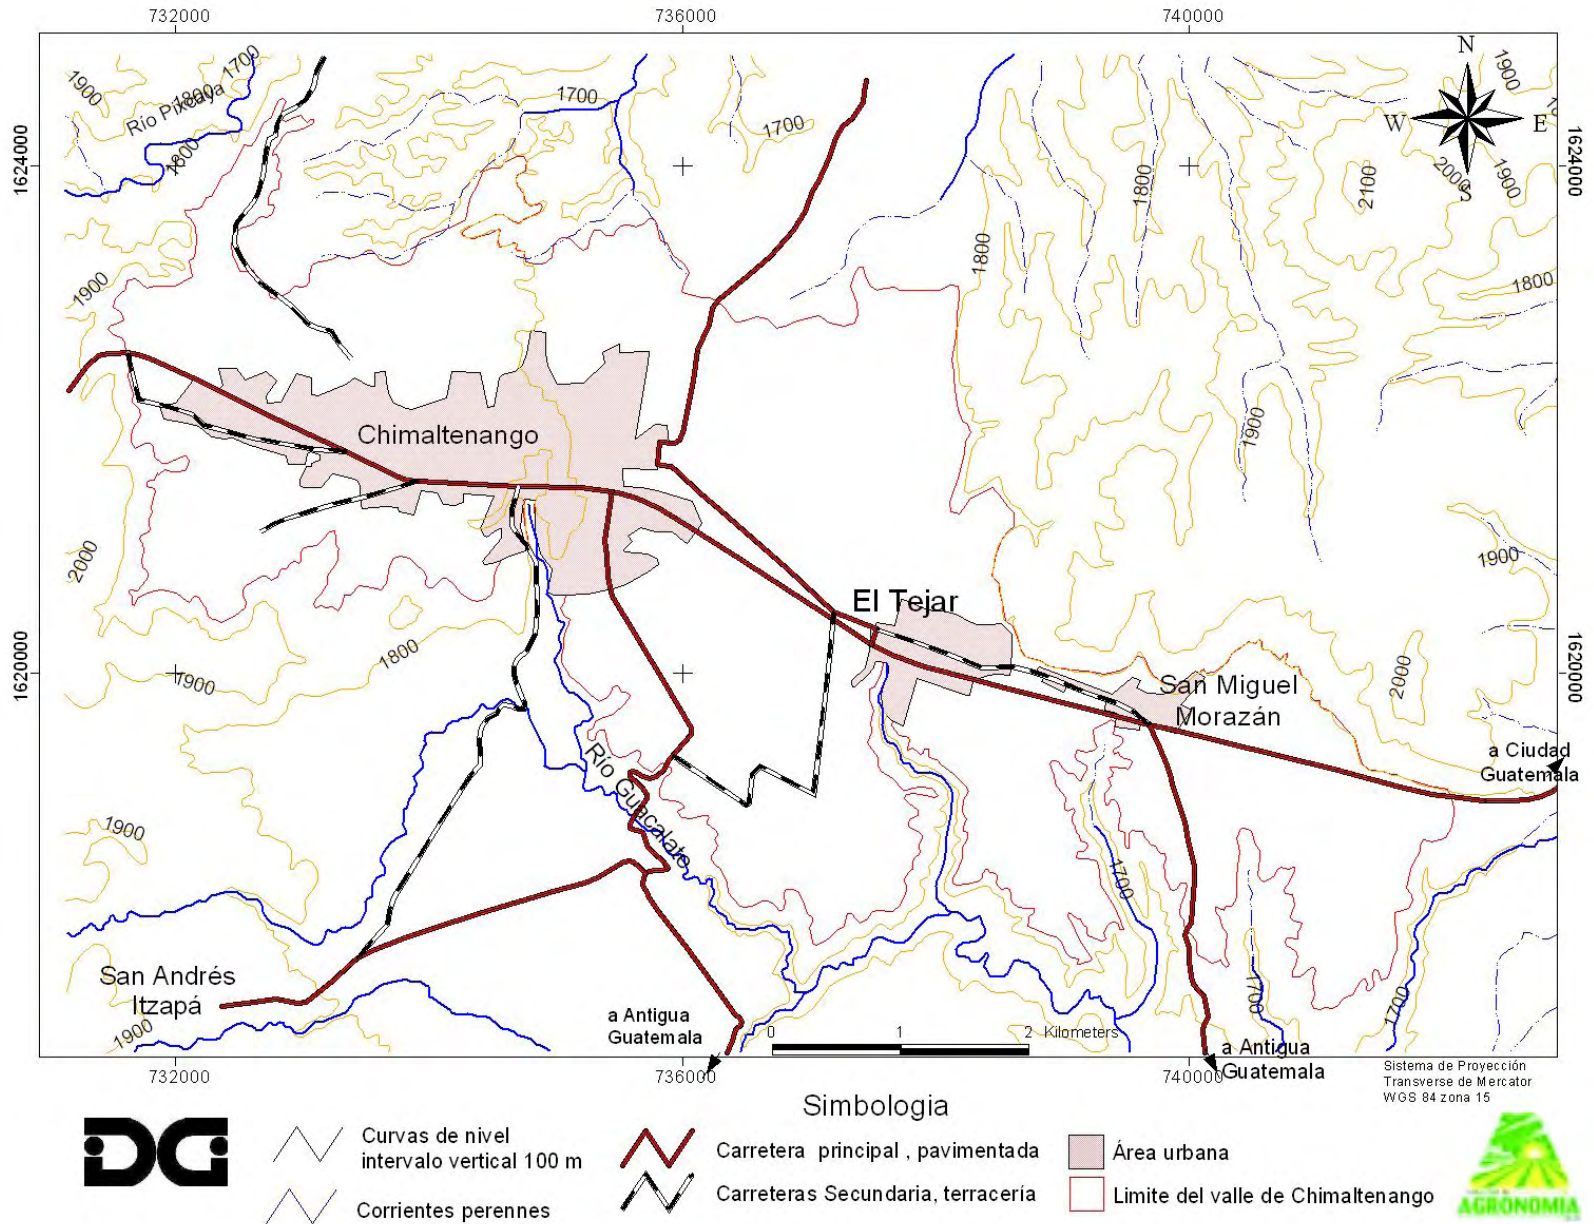 732000
736000
740000
1900
1700
1800
Río Pixcaya
1800
1700
1700
N
W
E
S
1900
1624000
1624000
1800
2100
2000
1900
1800
1900
1800
Chimaltenango
1900
2000
1900
El Tejar
1800
1900
1620000
1620000
San Miguel
Morazán
2000
a Ciudad
Guatemala
Río Guacalate
1900
1700
San Andrés
Itzapá
1700
1700
1900
a Antigua
Guatemala
0
1
2 Kilometers
a Antigua
Guatemala
732000
736000
740000
Sistema de Proyección
Transverse de Mercator
WGS 84 zona 15
Simbologia
DGi
Curvas de nivel
intervalo vertical 100 m
Corrientes perennes
Carretera principal , pavimentada
Carreteras Secundaria, terracería
Área urbana
Limite del valle de Chimaltenango
AGRONOMIA